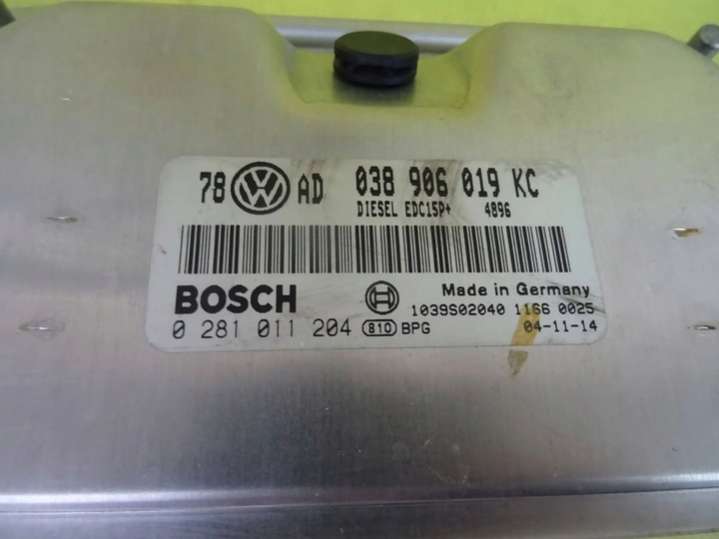 78 VW AD 038 906 019 KC
DIESEL EDC15P+ 4896
BOSCH
Made in Germany
1039S02040 1166 0025
0 281 011 204 810 BPG 04-11-14